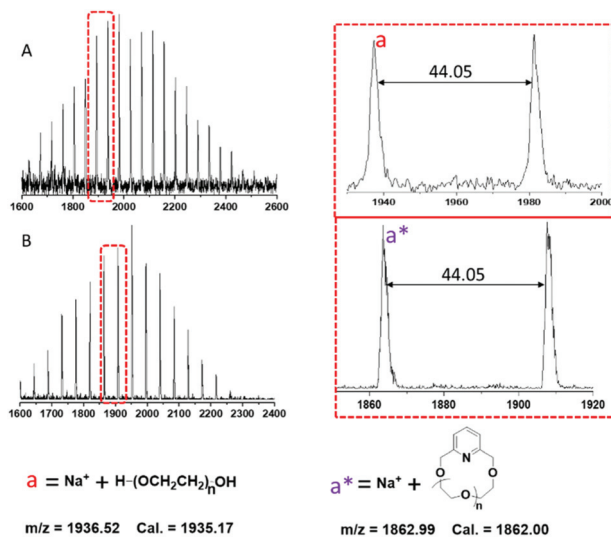 A
1600 1800 2000 2200 2400 2600
a
44.05
1940 1960 1980 2000
B
1600 1700 1800 1900 2000 2100 2200 2300 2400
a*
44.05
1860 1880 1900 1920
a = Na⁺ + H-(OCH₂CH₂)ₙOH
m/z = 1936.52 Cal. = 1935.17
a* = Na⁺ +
N
O O
O
n
m/z = 1862.99 Cal. = 1862.00